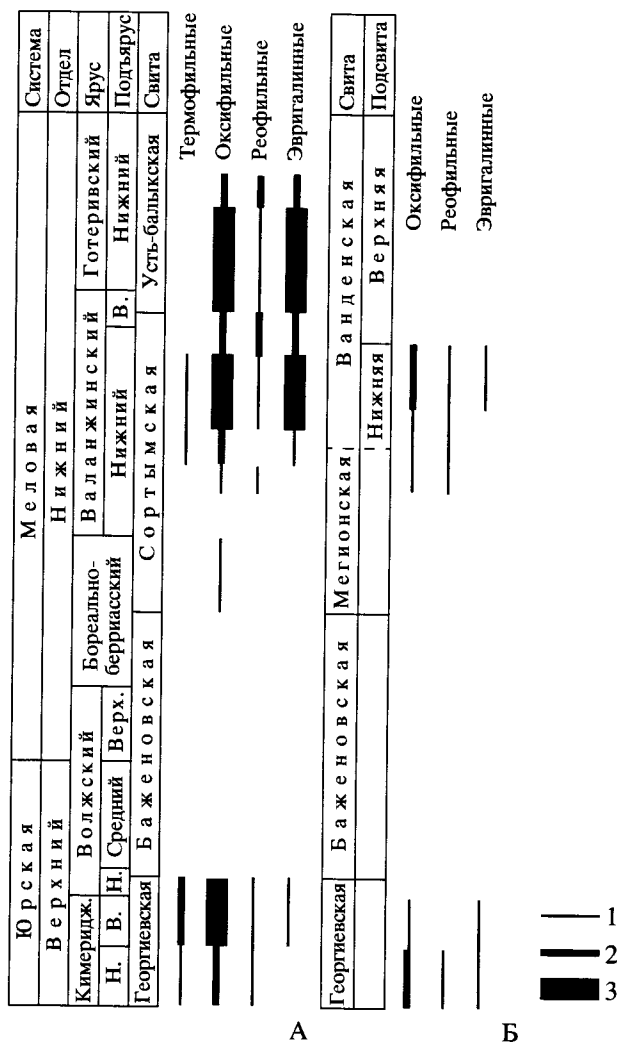 Система
Отдел
Ярус
Подъярус
Свита
Термофильные
Оксифильные
Реофильные
Эвригалинные
Меловая
Нижний
Готеривский
Нижний
Усть-балыкская
Валанжинский
В.
Нижний
Сортымская
Бореально-
берриасский
Баженовская
Юрская
Верхний
Волжский
Верх.
Средний
Н.
Кимеридж.
В.
Н.
Георгиевская
А
Свита
Подсвита
Оксифильные
Реофильные
Эвригалинные
Ванденская
Верхняя
Нижняя
Мегионская
Баженовская
Георгиевская
Б
1
2
3